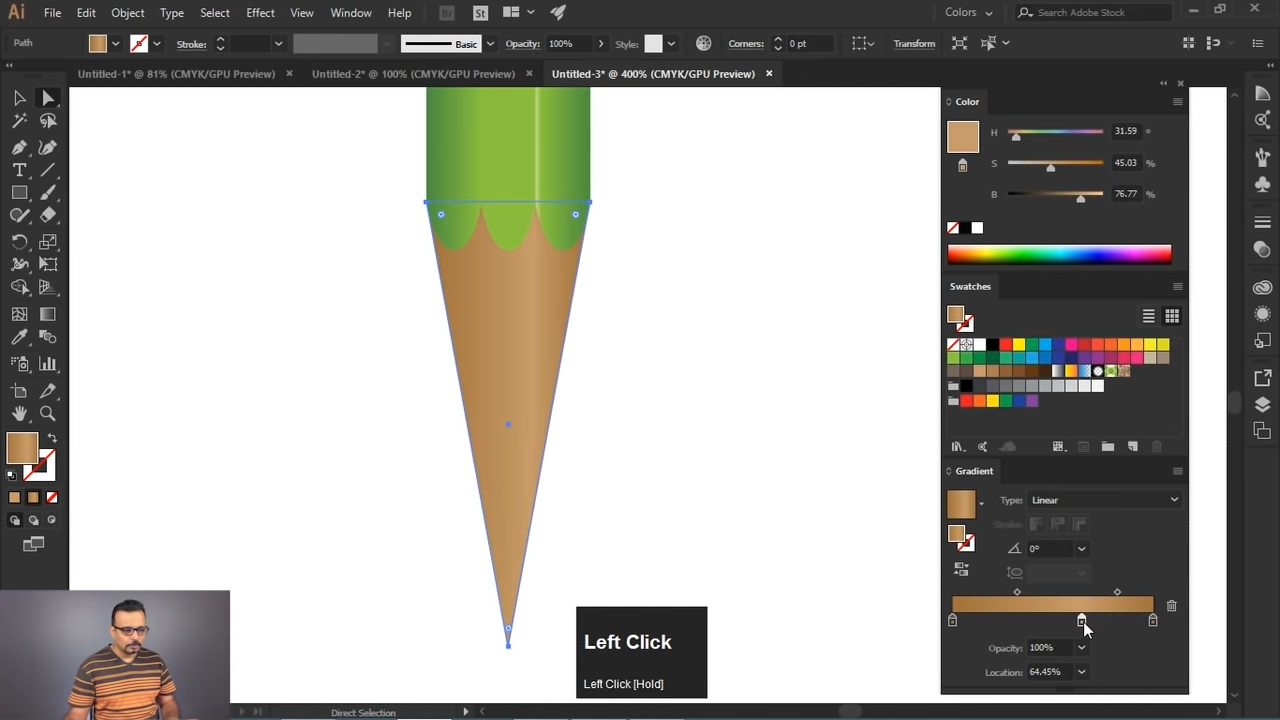 Ai File Edit Object Type Select Effect View Window Help Br St Colors Search Adobe Stock
Path Stroke: Basic Opacity: 100% Style: Corners: 0 pt Transform
Untitled-1* @ 81% (CMYK/GPU Preview) Untitled-2* @ 100% (CMYK/GPU Preview) Untitled-3* @ 400% (CMYK/GPU Preview)
Color
H 31.59 °
S 45.03 %
B 76.77 %
Swatches
Gradient
Type: Linear
Stroke:
0°
Opacity: 100%
Location: 64.45%
Left Click
Left Click [Hold]
Direct Selection